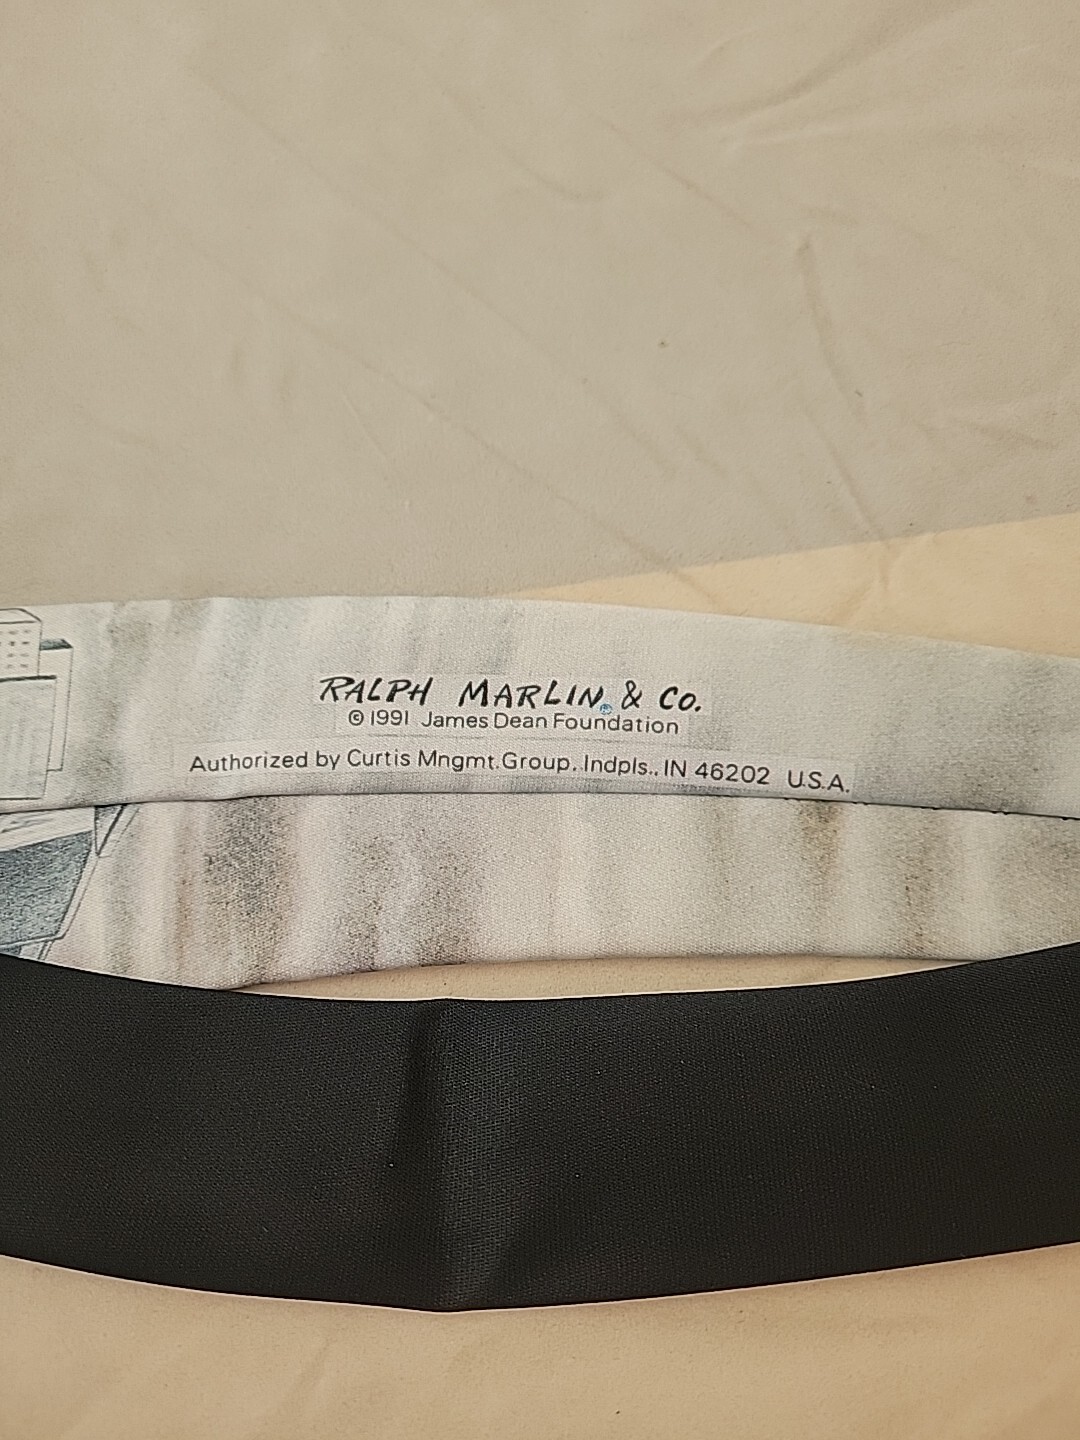 RALPH MARLIN® & CO.
© 1991 James Dean Foundation
Authorized by Curtis Mngmt. Group. Indpls., IN 46202 U.S.A.